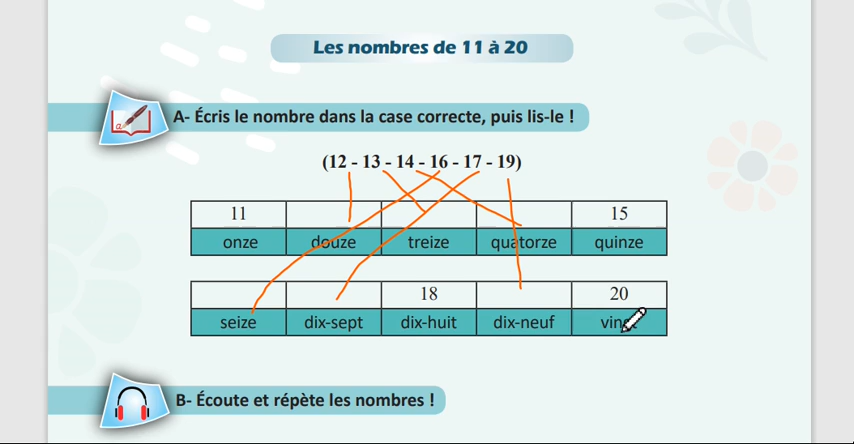 Les nombres de 11 à 20
A- Écris le nombre dans la case correcte, puis lis-le !
(12 - 13 - 14 - 16 - 17 - 19)
11 15
onze douze treize quatorze quinze
18 20
seize dix-sept dix-huit dix-neuf vingt
B- Écoute et répète les nombres !